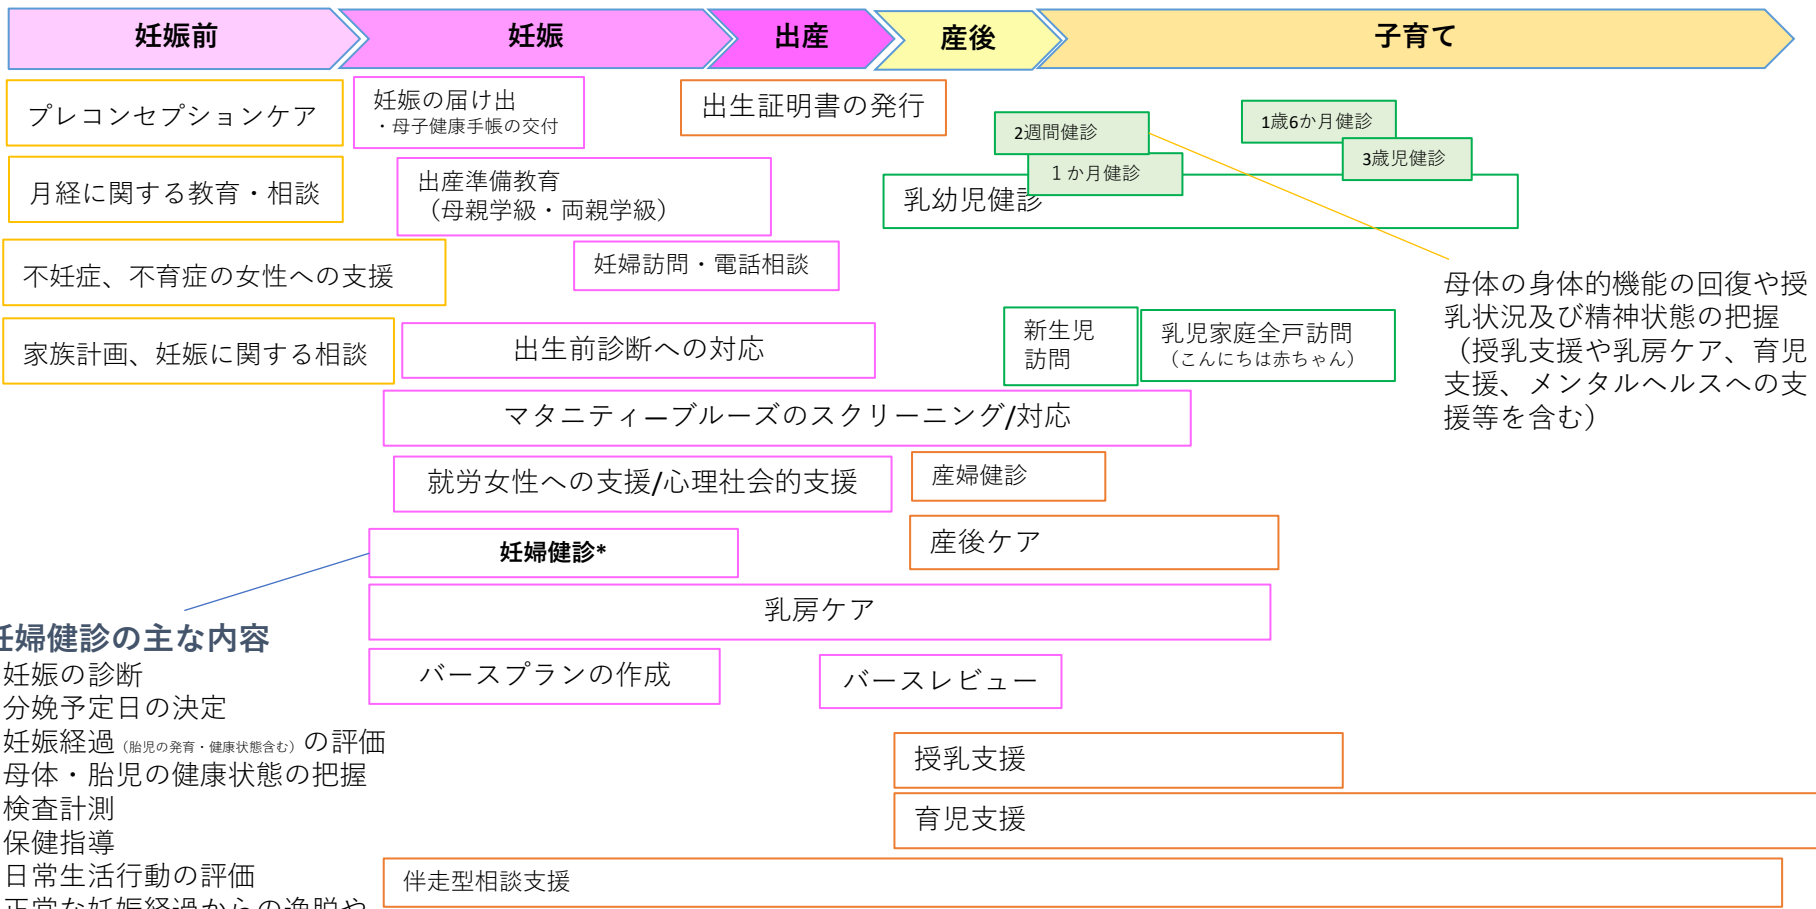 妊娠前
妊娠
出産
産後
子育て
プレコンセプションケア
妊娠の届け出
・母子健康手帳の交付
出生証明書の発行
2週間健診
1か月健診
1歳6か月健診
3歳児健診
月経に関する教育・相談
出産準備教育
（母親学級・両親学級）
乳幼児健診
不妊症、不育症の女性への支援
妊婦訪問・電話相談
母体の身体的機能の回復や授
乳状況及び精神状態の把握
（授乳支援や乳房ケア、育児
支援、メンタルヘルスへの支
援等を含む）
家族計画、妊娠に関する相談
出生前診断への対応
新生児
訪問
乳児家庭全戸訪問
（こんにちは赤ちゃん）
マタニティーブルーズのスクリーニング/対応
就労女性への支援/心理社会的支援
産婦健診
妊婦健診*
産後ケア
乳房ケア
妊婦健診の主な内容
バースプランの作成
バースレビュー
妊娠の診断
分娩予定日の決定
妊娠経過（胎児の発育・健康状態含む）の評価
母体・胎児の健康状態の把握
検査計測
保健指導
日常生活行動の評価
正常な妊娠経過からの逸脱や
授乳支援
育児支援
伴走型相談支援